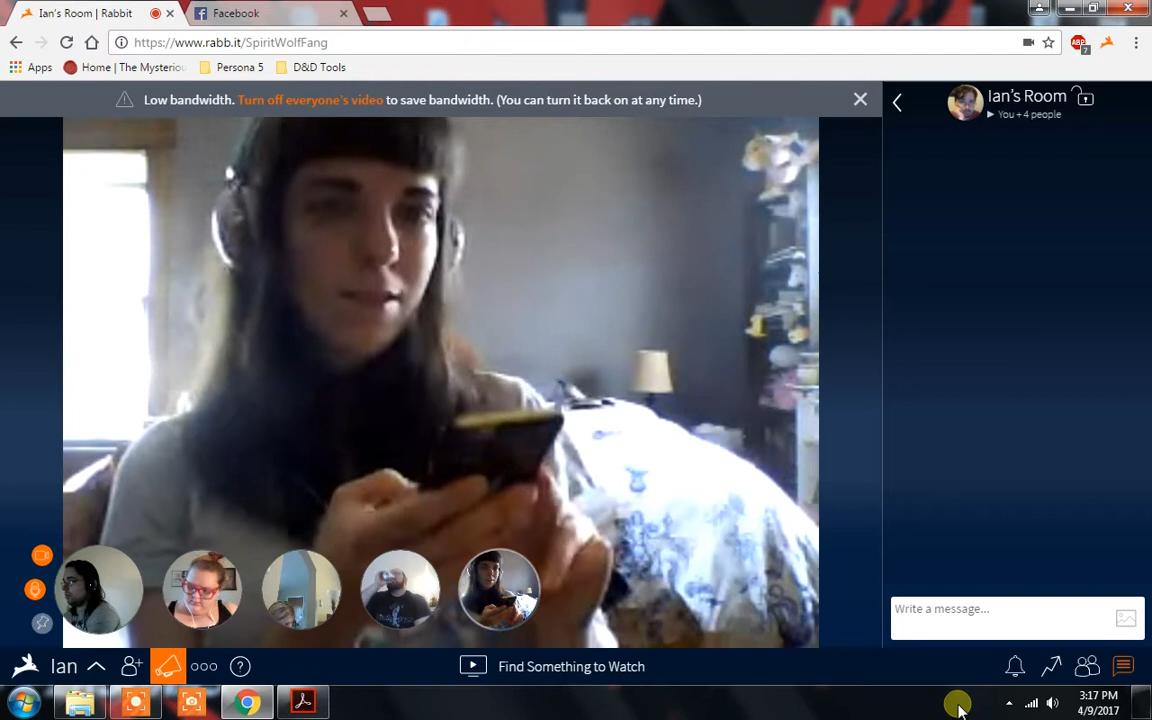 Ian's Room | Rabbit
Facebook
https://www.rabb.it/SpiritWolfFang
ABP
7
Apps
Home | The Mysteriou
Persona 5
D&D Tools
Low bandwidth. Turn off everyone's video to save bandwidth. (You can turn it back on at any time.)
Ian's Room
You + 4 people
Write a message...
Ian
Find Something to Watch
3:17 PM
4/9/2017